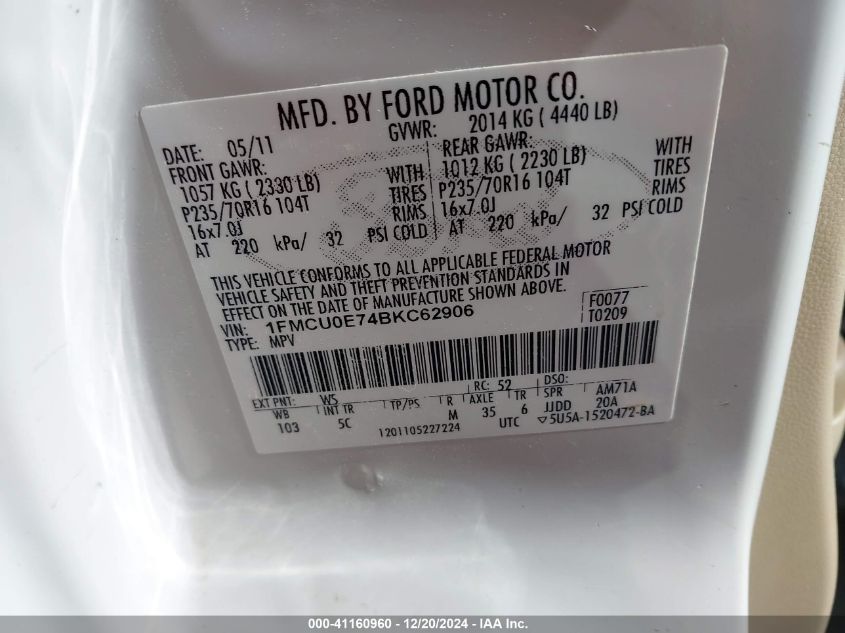 MFD. BY FORD MOTOR CO.
DATE: 05/11 GVWR: 2014 KG ( 4440 LB)
FRONT GAWR: REAR GAWR:
1057 KG ( 2330 LB) WITH 1012 KG ( 2230 LB) WITH
P235/70R16 104T TIRES P235/70R16 104T TIRES
16x7.0J RIMS 16x7.0J RIMS
AT 220 kPa/ 32 PSI COLD AT 220 kPa/ 32 PSI COLD
THIS VEHICLE CONFORMS TO ALL APPLICABLE FEDERAL MOTOR
VEHICLE SAFETY AND THEFT PREVENTION STANDARDS IN
EFFECT ON THE DATE OF MANUFACTURE SHOWN ABOVE.
VIN: 1FMCU0E74BKC62906 F0077
TYPE: MPV T0209
EXT PNT: WS RC: 52 DSO:
WB INT TR TP/PS R AXLE TR SPR AM71A
103 5C M 35 6 JJDD 20A
1201105227224 UTC ▽5U5A-1520472-BA
000-41160960 - 12/20/2024 - IAA Inc.